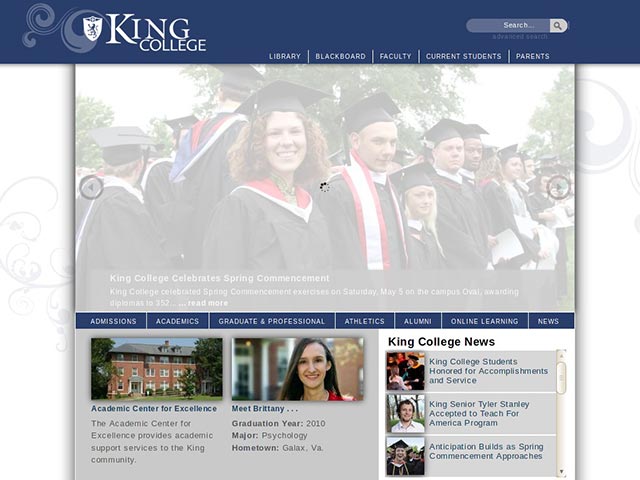 KING
COLLEGE
Search...
advanced search
LIBRARY BLACKBOARD FACULTY CURRENT STUDENTS PARENTS
King College Celebrates Spring Commencement
King College celebrated Spring Commencement exercises on Saturday, May 5 on the campus Oval, awarding
diplomas to 352... ... read more
ADMISSIONS ACADEMICS GRADUATE & PROFESSIONAL ATHLETICS ALUMNI ONLINE LEARNING NEWS
Academic Center for Excellence
The Academic Center for
Excellence provides academic
support services to the King
community.
Meet Brittany . . .
Graduation Year: 2010
Major: Psychology
Hometown: Galax, Va.
King College News
King College Students
Honored for Accomplishments
and Service
King Senior Tyler Stanley
Accepted to Teach For
America Program
Anticipation Builds as Spring
Commencement Approaches